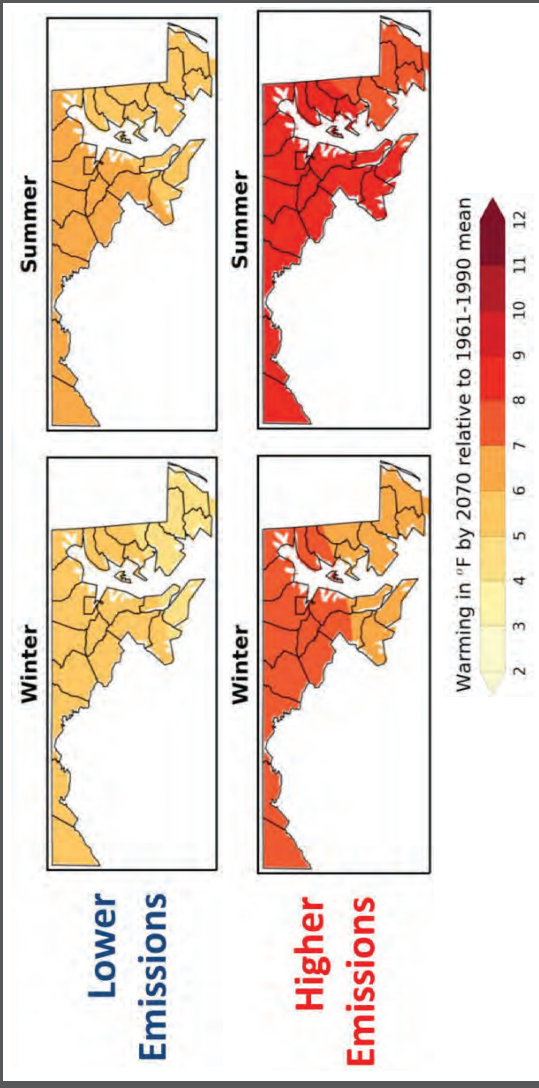 Winter
Summer
Lower
Emissions
Winter
Summer
Higher
Emissions
Warming in °F by 2070 relative to 1961-1990 mean
2 3 4 5 6 7 8 9 10 11 12